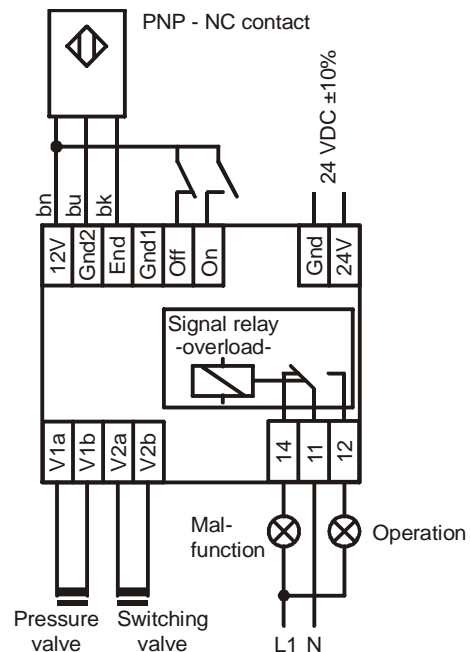 PNP - NC contact
24 VDC ±10%
bn
bu
bk
12V
Gnd2
End
Gnd1
Off
On
Gnd
24V
Signal relay
-overload-
V1a
V1b
V2a
V2b
14
11
12
Mal-
function
Operation
Pressure
valve
Switching
valve
L1 N